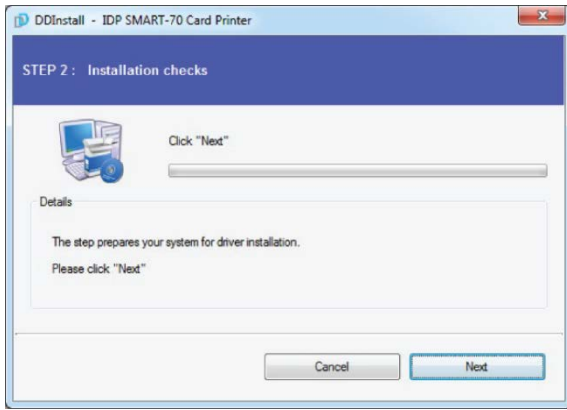 DDInstall - IDP SMART-70 Card Printer
STEP 2 : Installation checks
Click "Next"
Details
The step prepares your system for driver installation.
Please click "Next"
Cancel
Next